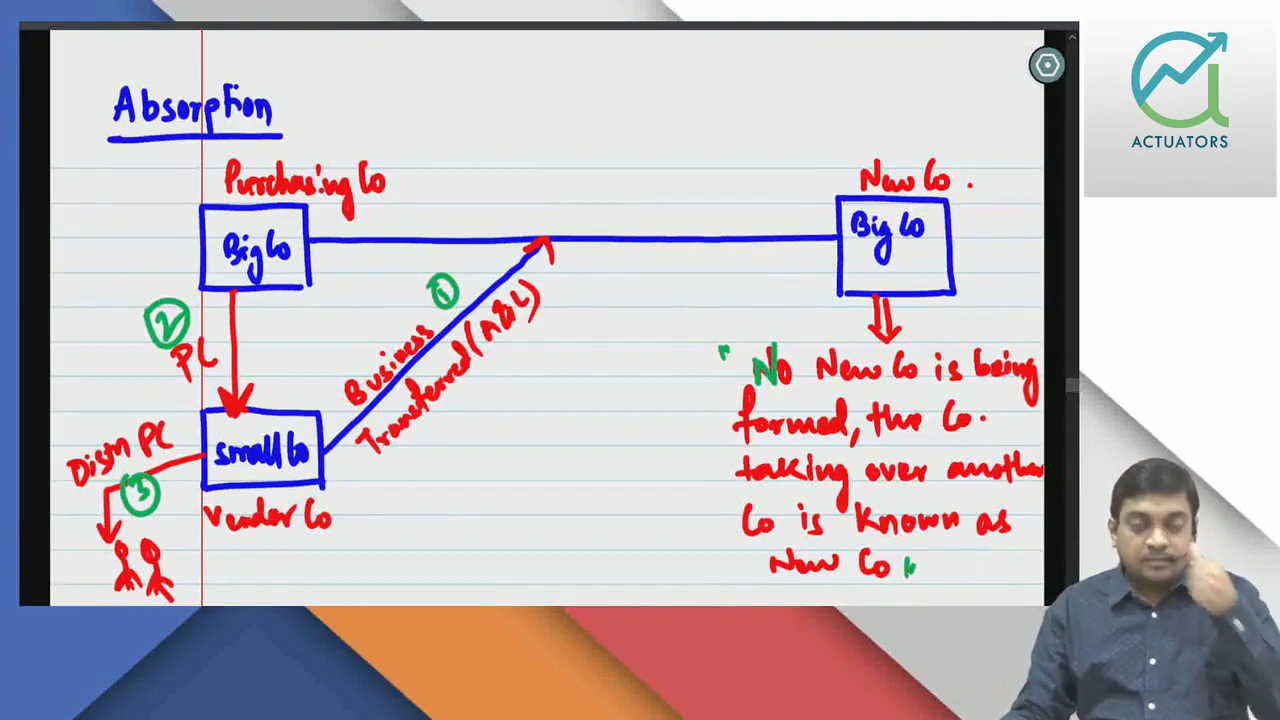 Absorption
Purchasing Co
New Co.
Big Co
Big Co
①
②
PC
Business
Transferred (A&L)
Small Co
Vendor Co
Distn PC
③
" No New Co is being
formed, the Co.
taking over another
Co is known as
New Co "
ACTUATORS